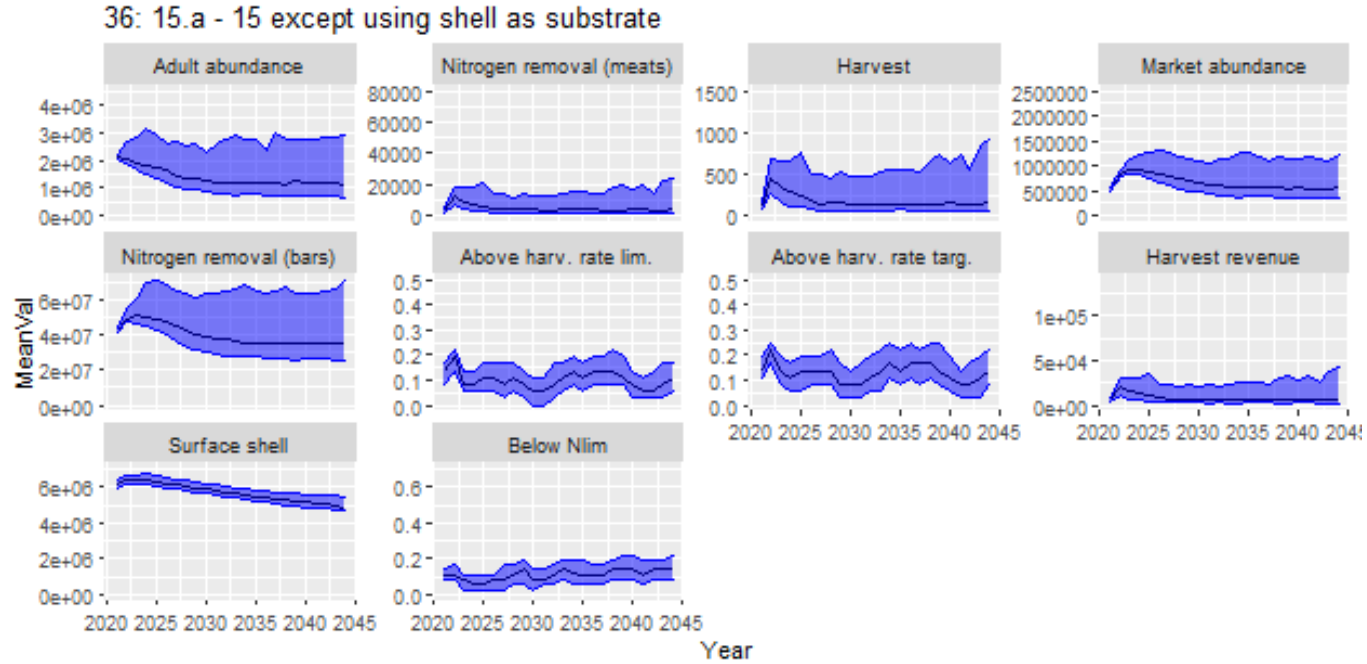 36: 15.a - 15 except using shell as substrate
Adult abundance
Nitrogen removal (meats)
Harvest
Market abundance
4e+06
3e+06
2e+06
1e+06
0e+00
80000
60000
40000
20000
0
1500
1000
500
0
2500000
2000000
1500000
1000000
500000
0
Nitrogen removal (bars)
Above harv. rate lim.
Above harv. rate targ.
Harvest revenue
6e+07
4e+07
2e+07
0e+00
0.5
0.4
0.3
0.2
0.1
0.0
0.5
0.4
0.3
0.2
0.1
0.0
1e+05
5e+04
0e+00
2020 2025 2030 2035 2040 2045
2020 2025 2030 2035 2040 2045
MeanVal
Surface shell
Below Nlim
6e+06
4e+06
2e+06
0e+00
0.6
0.4
0.2
0.0
2020 2025 2030 2035 2040 2045
2020 2025 2030 2035 2040 2045
Year